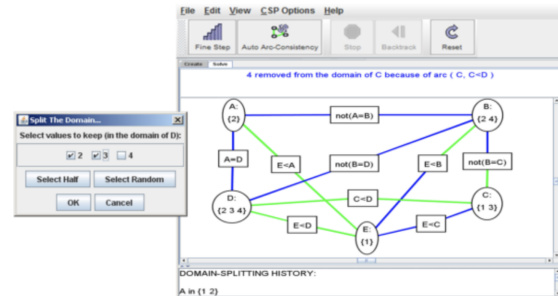 File Edit View CSP Options Help
Fine Step Auto Arc-Consistency Stop Backtrack Reset
Create Solve
4 removed from the domain of C because of arc ( C, C<D )
Split The Domain...
Select values to keep (in the domain of D):
2 3 4
Select Half Select Random
OK Cancel
A:
{2}
not(A=B)
B:
{2 4}
A=D
E<A
not(B=D)
E<B
not(B=C)
D:
{2 3 4}
C<D
C:
{1 3}
E<D
E:
{1}
E<C
DOMAIN-SPLITTING HISTORY:
A in {1 2}